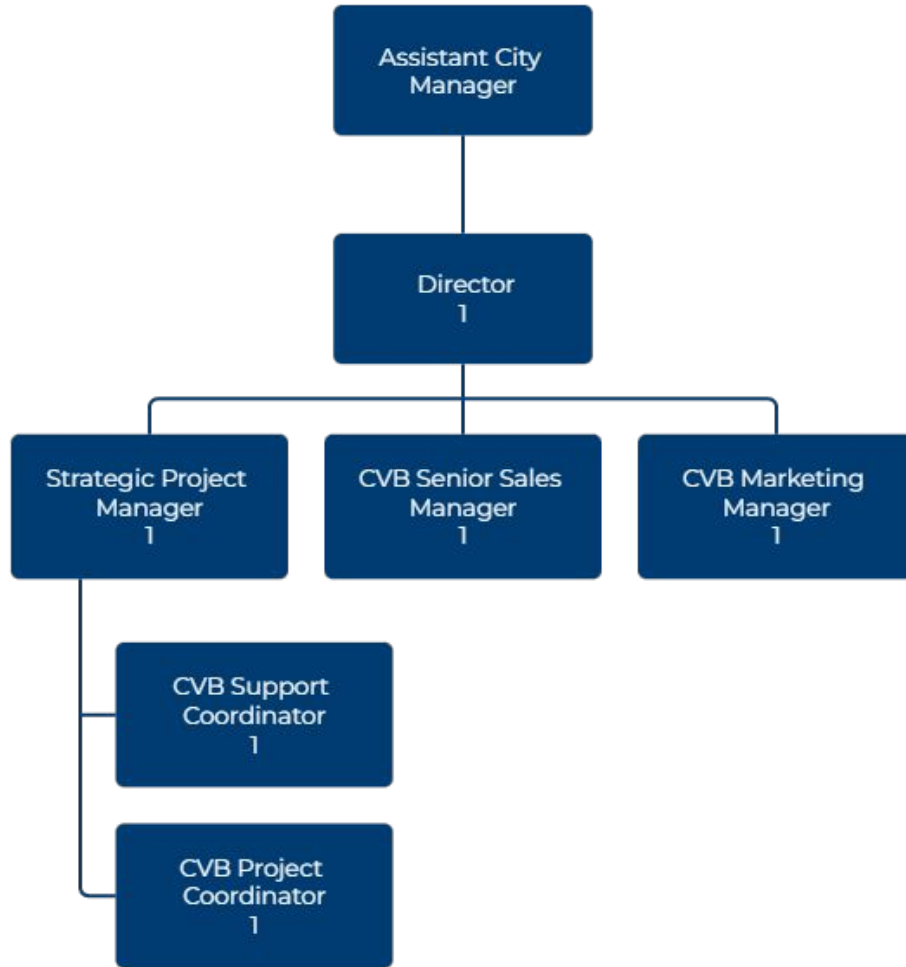 Assistant City
Manager
Director
1
Strategic Project
Manager
1
CVB Senior Sales
Manager
1
CVB Marketing
Manager
1
CVB Support
Coordinator
1
CVB Project
Coordinator
1